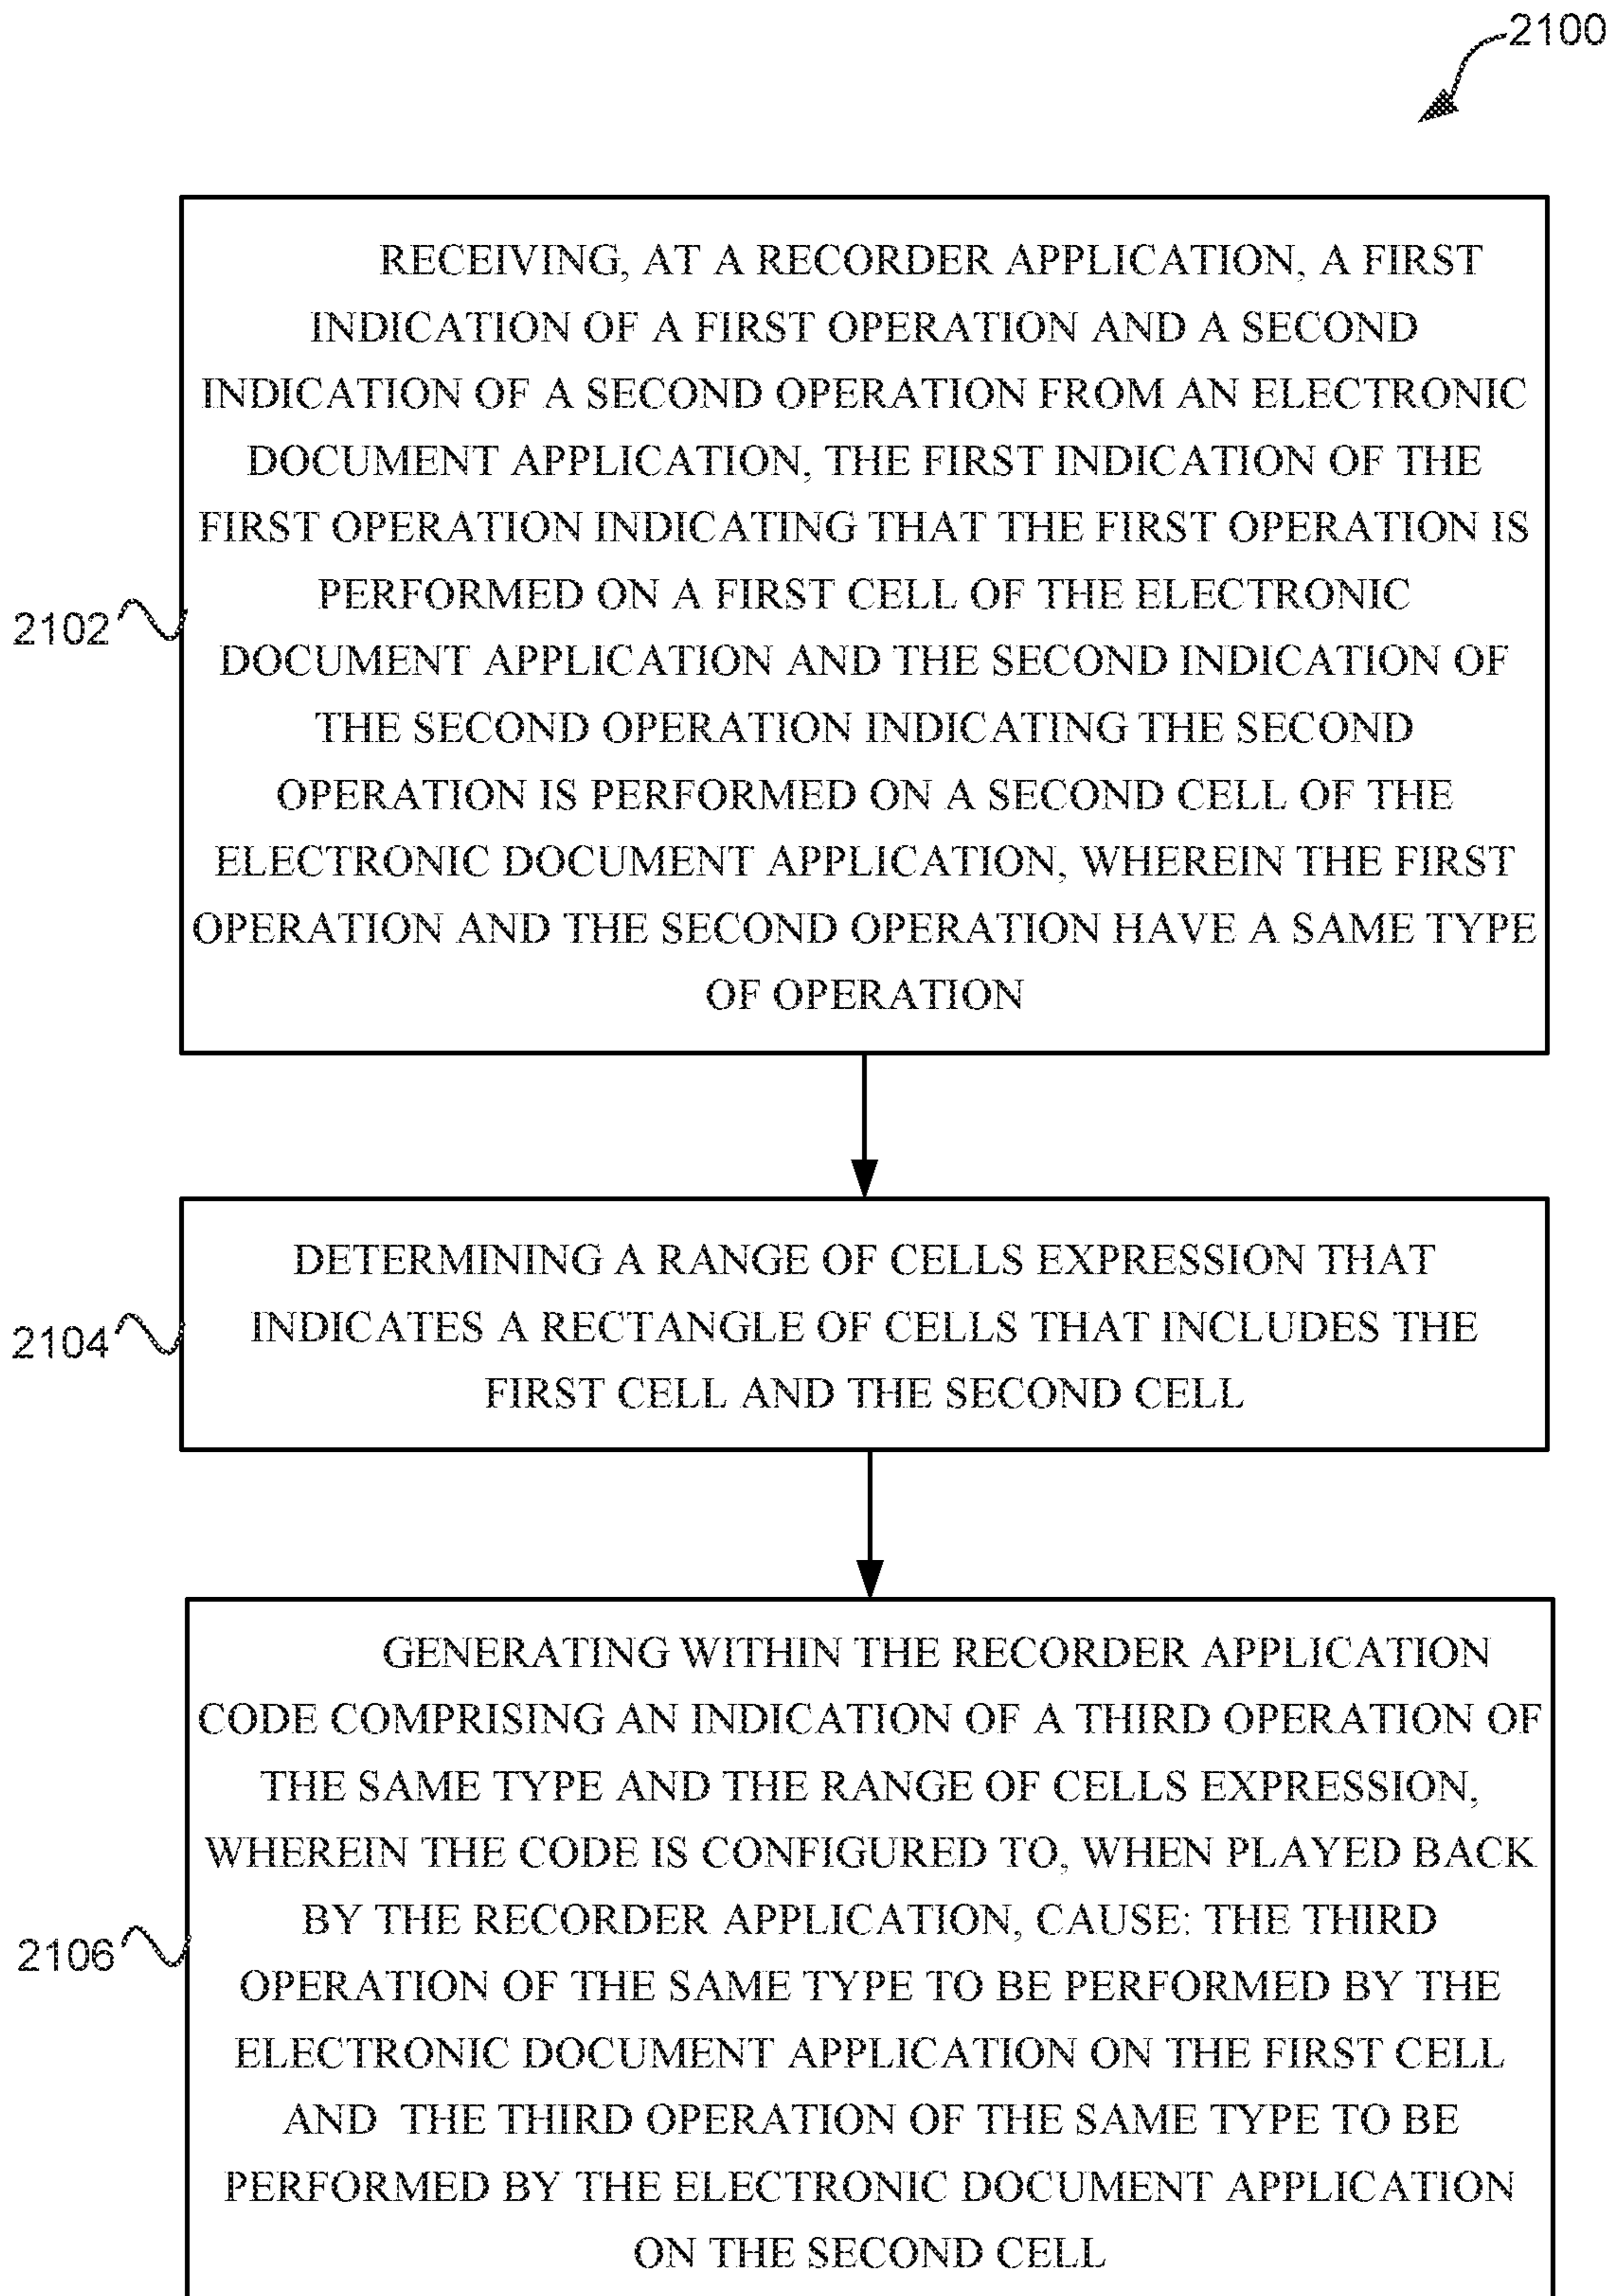 2100
RECEIVING, AT A RECORDER APPLICATION, A FIRST
INDICATION OF A FIRST OPERATION AND A SECOND
INDICATION OF A SECOND OPERATION FROM AN ELECTRONIC
DOCUMENT APPLICATION, THE FIRST INDICATION OF THE
FIRST OPERATION INDICATING THAT THE FIRST OPERATION IS
PERFORMED ON A FIRST CELL OF THE ELECTRONIC
2102
DOCUMENT APPLICATION AND THE SECOND INDICATION OF
THE SECOND OPERATION INDICATING THE SECOND
OPERATION IS PERFORMED ON A SECOND CELL OF THE
ELECTRONIC DOCUMENT APPLICATION, WHEREIN THE FIRST
OPERATION AND THE SECOND OPERATION HAVE A SAME TYPE
OF OPERATION
DETERMINING A RANGE OF CELLS EXPRESSION THAT
2104
INDICATES A RECTANGLE OF CELLS THAT INCLUDES THE
FIRST CELL AND THE SECOND CELL
GENERATING WITHIN THE RECORDER APPLICATION
CODE COMPRISING AN INDICATION OF A THIRD OPERATION OF
THE SAME TYPE AND THE RANGE OF CELLS EXPRESSION,
WHEREIN THE CODE IS CONFIGURED TO, WHEN PLAYED BACK
BY THE RECORDER APPLICATION, CAUSE: THE THIRD
2106
OPERATION OF THE SAME TYPE TO BE PERFORMED BY THE
ELECTRONIC DOCUMENT APPLICATION ON THE FIRST CELL
AND THE THIRD OPERATION OF THE SAME TYPE TO BE
PERFORMED BY THE ELECTRONIC DOCUMENT APPLICATION
ON THE SECOND CELL